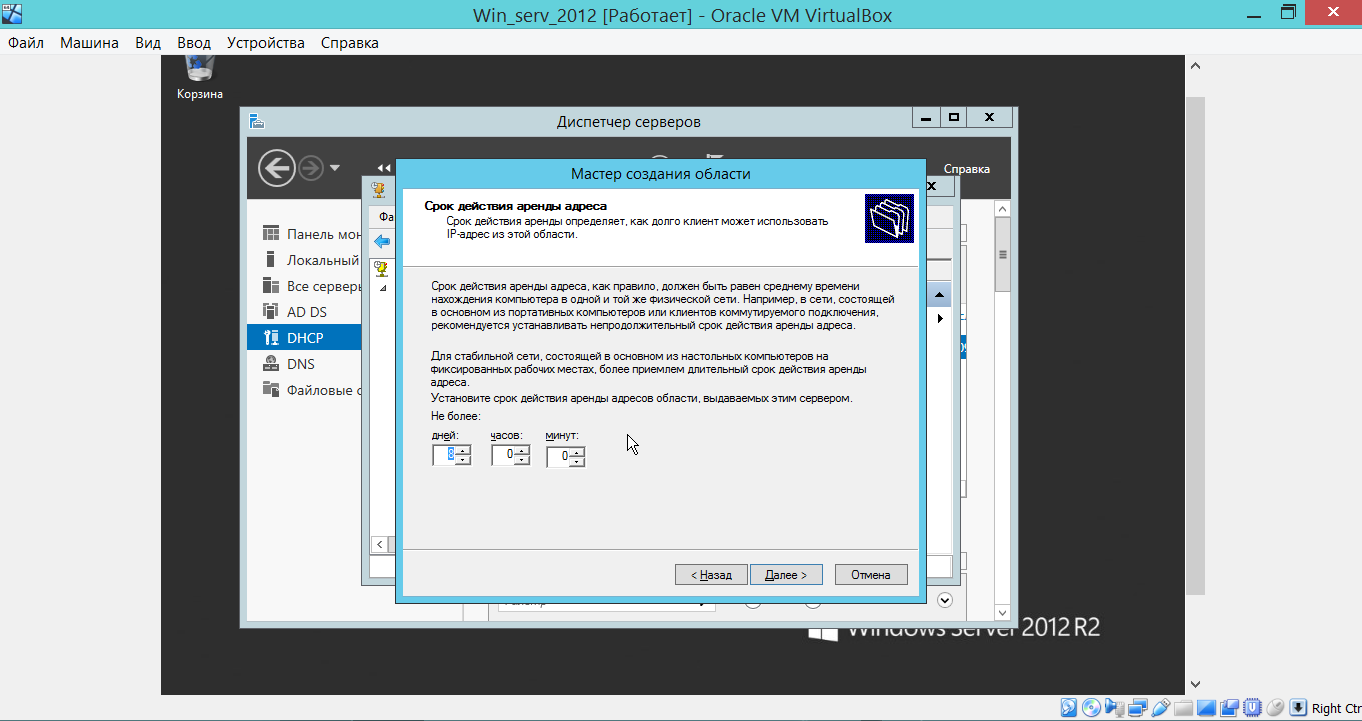 Win_serv_2012 [Работает] - Oracle VM VirtualBox
Файл Машина Вид Ввод Устройства Справка
Корзина
Диспетчер серверов
Справка
Мастер создания области
Срок действия аренды адреса
Срок действия аренды определяет, как долго клиент может использовать
IP-адрес из этой области.
Фа
Панель мон
Локальный
Все серверы
AD DS
DHCP
DNS
Файловые с
Срок действия аренды адреса, как правило, должен быть равен среднему времени
нахождения компьютера в одной и той же физической сети. Например, в сети, состоящей
в основном из портативных компьютеров или клиентов коммутируемого подключения,
рекомендуется устанавливать непродолжительный срок действия аренды адреса.
Для стабильной сети, состоящей в основном из настольных компьютеров на
фиксированных рабочих местах, более приемлем длительный срок действия аренды
адреса.
Установите срок действия аренды адресов области, выдаваемых этим сервером.
Не более:
дней: часов: минут:
8 0 0
< Назад Далее > Отмена
Windows Server 2012 R2
Right Ctr